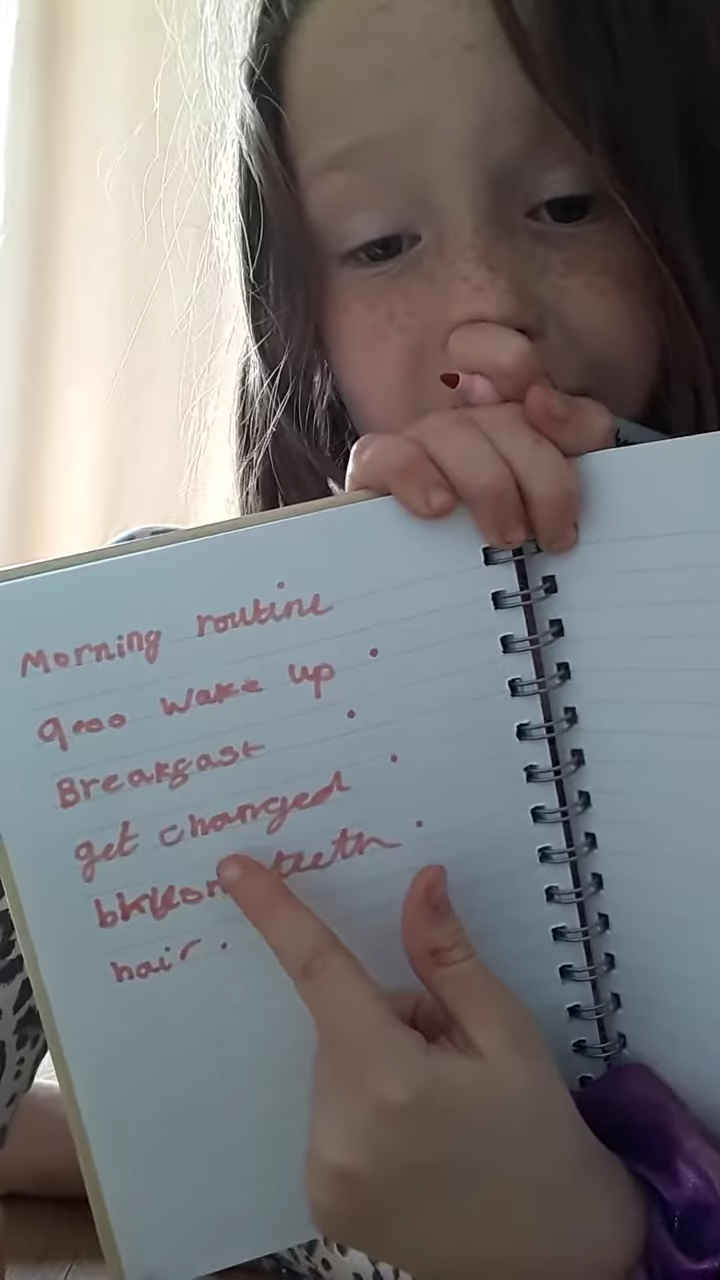 Morning routine
9:00 wake up .
Breakfast .
get changed .
teeth .
hair .